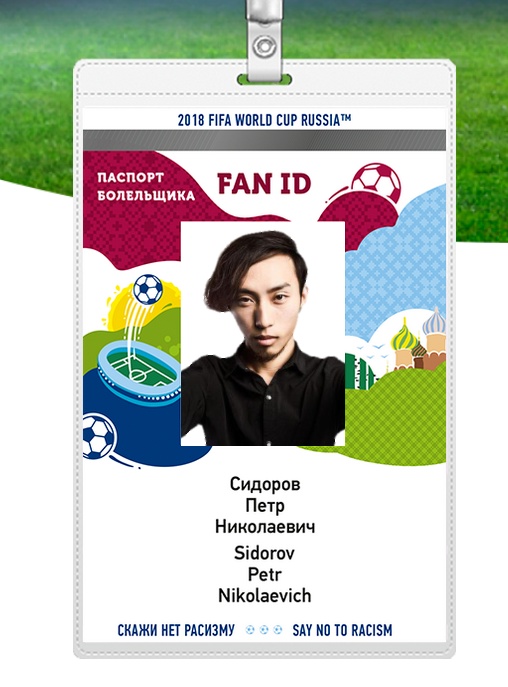 2018 FIFA WORLD CUP RUSSIA™
ПАСПОРТ
БОЛЕЛЬЩИКА
FAN ID
Сидоров
Петр
Николаевич
Sidorov
Petr
Nikolaevich
СКАЖИ НЕТ РАСИЗМУ SAY NO TO RACISM